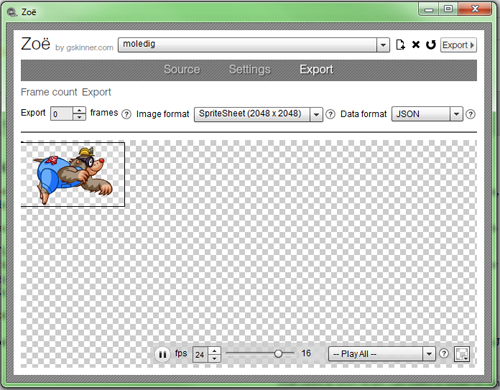 Zoë
Zoë by gskinner.com moledig Export
Source Settings Export
Frame count Export
Export 0 frames ? Image format SpriteSheet (2048 x 2048) ? Data format JSON ?
fps 24 16 -- Play All -- ?